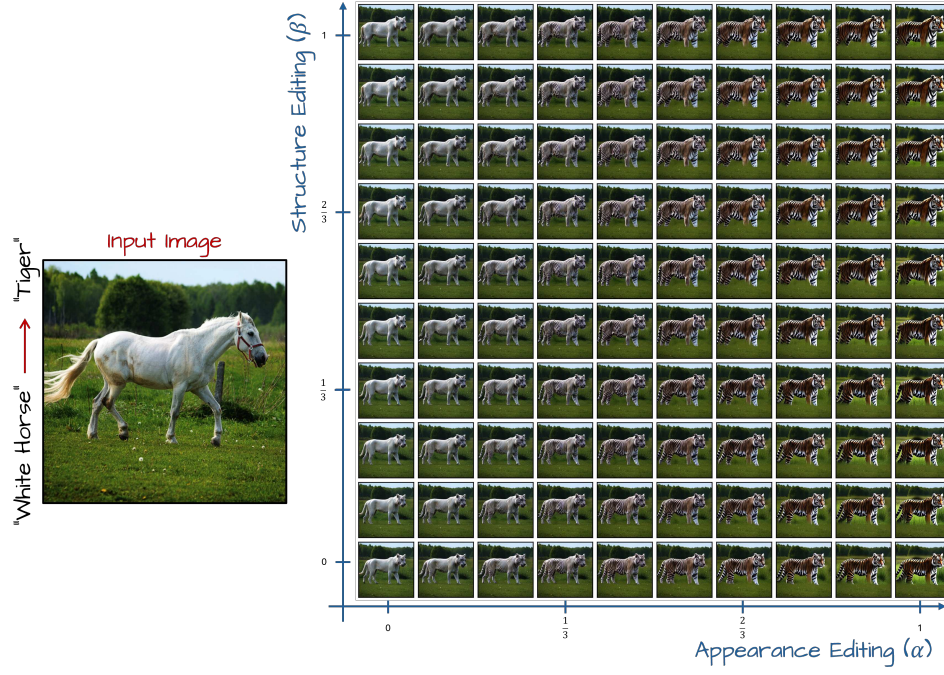 "White Horse" → "Tiger"
Input Image
Structure Editing (β)
1
2/3
1/3
0
0
1/3
2/3
1
Appearance Editing (α)